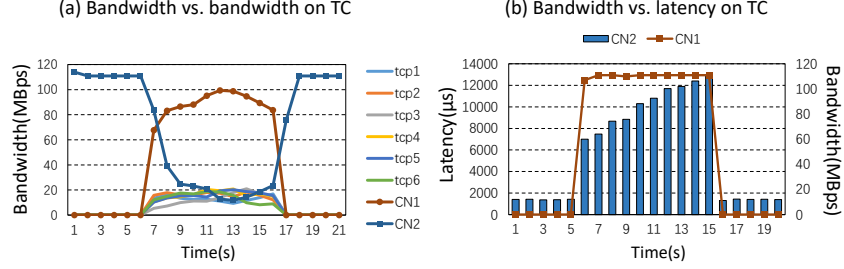 (a) Bandwidth vs. bandwidth on TC
Bandwidth(MBps)
120
100
80
60
40
20
0
1 3 5 7 9 11 13 15 17 19 21
Time(s)
tcp1
tcp2
tcp3
tcp4
tcp5
tcp6
CN1
CN2
(b) Bandwidth vs. latency on TC
CN2 CN1
Latency(μs)
14000
12000
10000
8000
6000
4000
2000
0
120
100
80
60
40
20
0
Bandwidth(MBps)
1 3 5 7 9 11 13 15 17 19
Time(s)